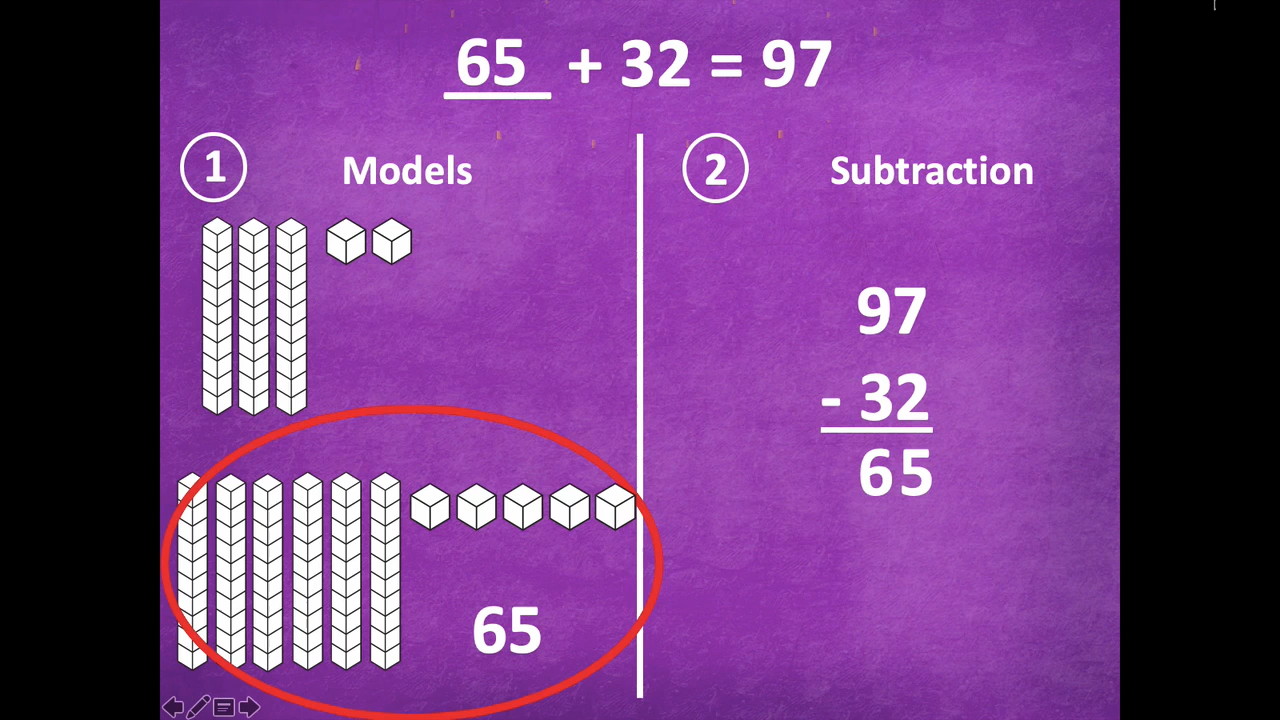 65 + 32 = 97
1 Models
65
2 Subtraction
97
- 32
65